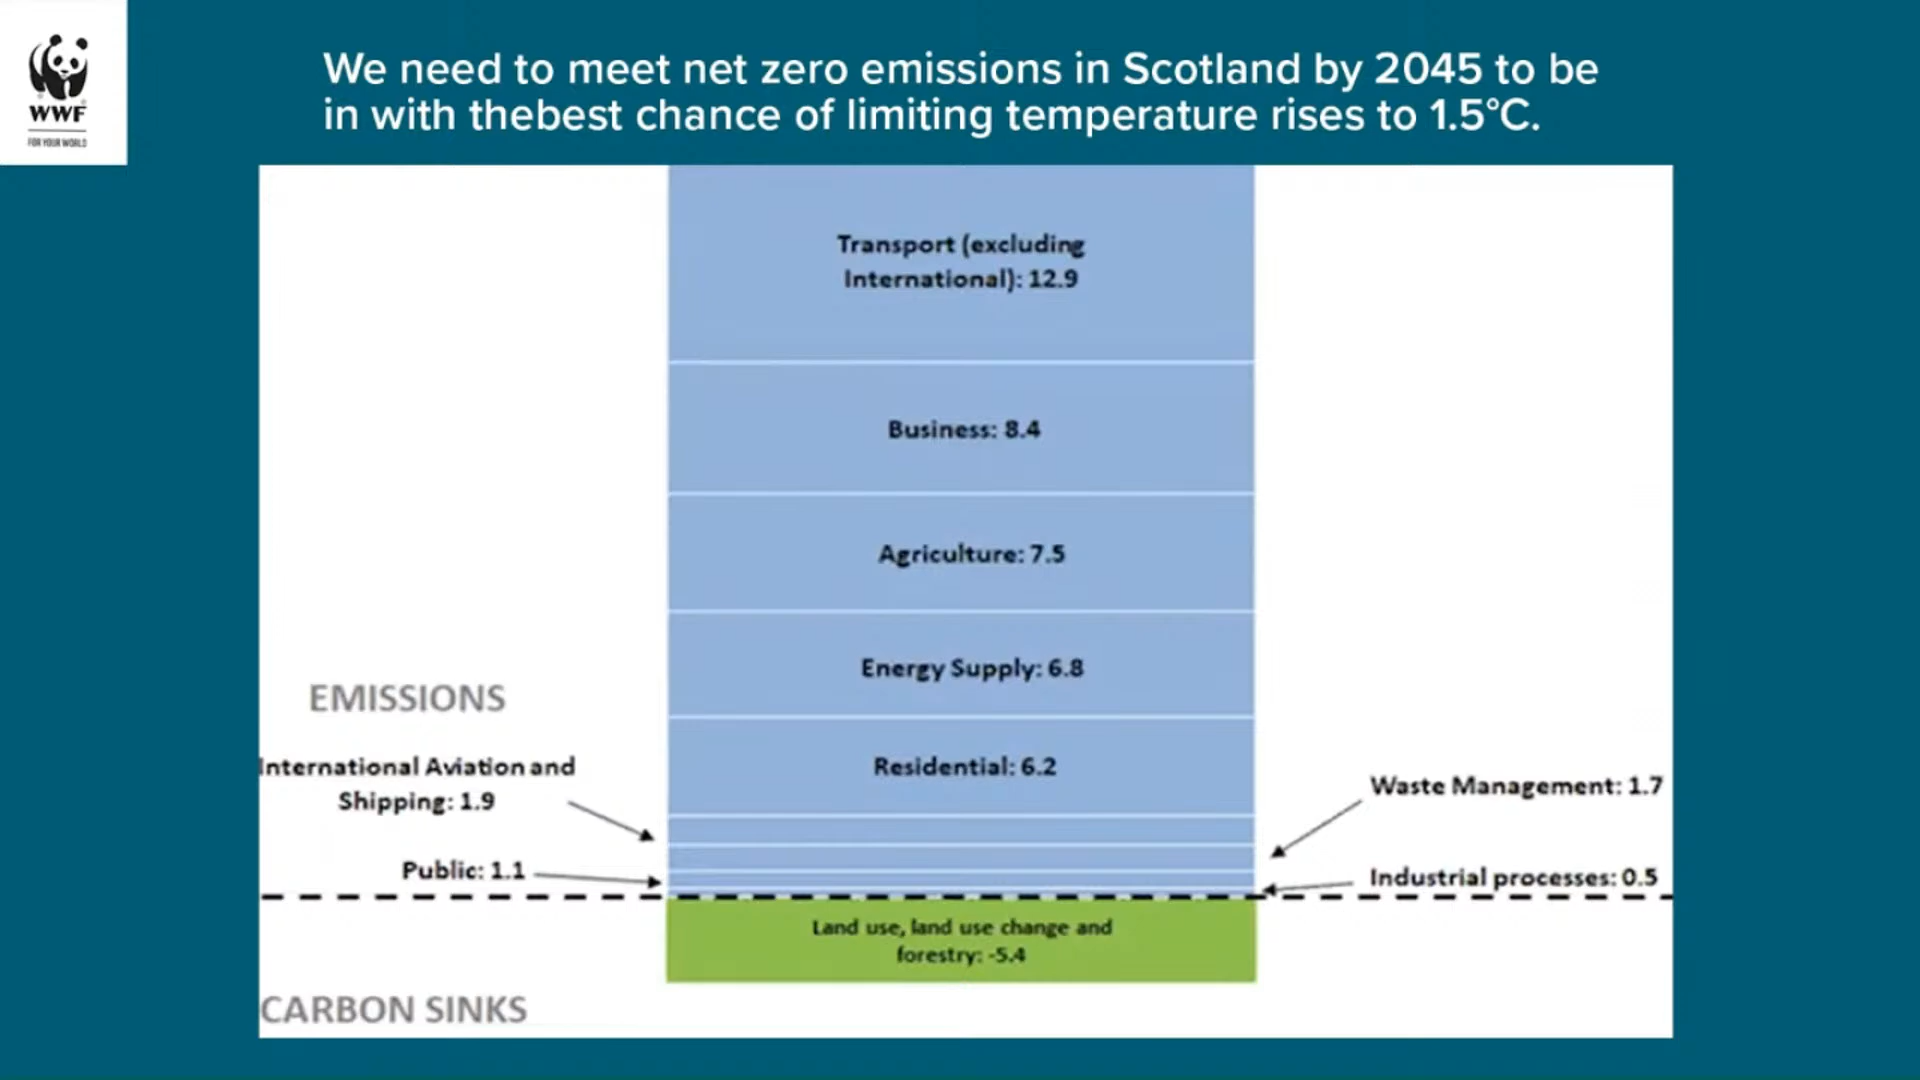 WWF
FOR YOUR WORLD
We need to meet net zero emissions in Scotland by 2045 to be
in with thebest chance of limiting temperature rises to 1.5°C.
Transport (excluding
International): 12.9
Business: 8.4
Agriculture: 7.5
Energy Supply: 6.8
EMISSIONS
Residential: 6.2
International Aviation and
Shipping: 1.9
Waste Management: 1.7
Public: 1.1
Industrial processes: 0.5
Land use, land use change and
forestry: -5.4
CARBON SINKS